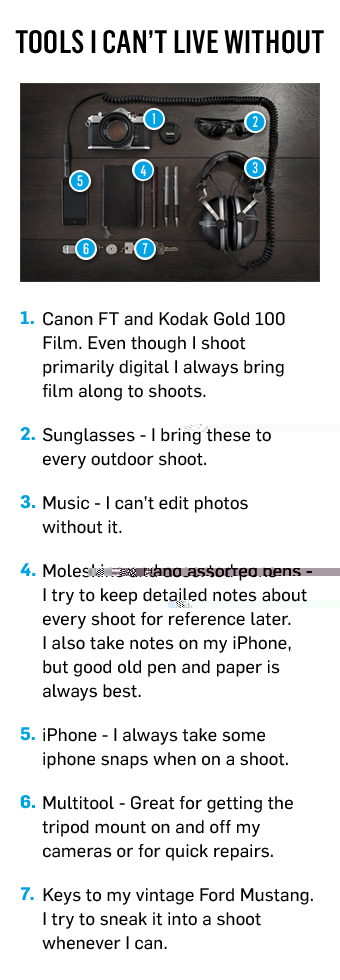 TOOLS I CAN'T LIVE WITHOUT
1
2
3
4
5
6
7
1. Canon FT and Kodak Gold 100
Film. Even though I shoot
primarily digital I always bring
film along to shoots.
2. Sunglasses - I bring these to
every outdoor shoot.
3. Music - I can't edit photos
without it.
4. and assorted pens -
I try to keep detailed notes about
every shoot for reference later.
I also take notes on my iPhone,
but good old pen and paper is
always best.
5. iPhone - I always take some
iphone snaps when on a shoot.
6. Multitool - Great for getting the
tripod mount on and off my
cameras or for quick repairs.
7. Keys to my vintage Ford Mustang.
I try to sneak it into a shoot
whenever I can.